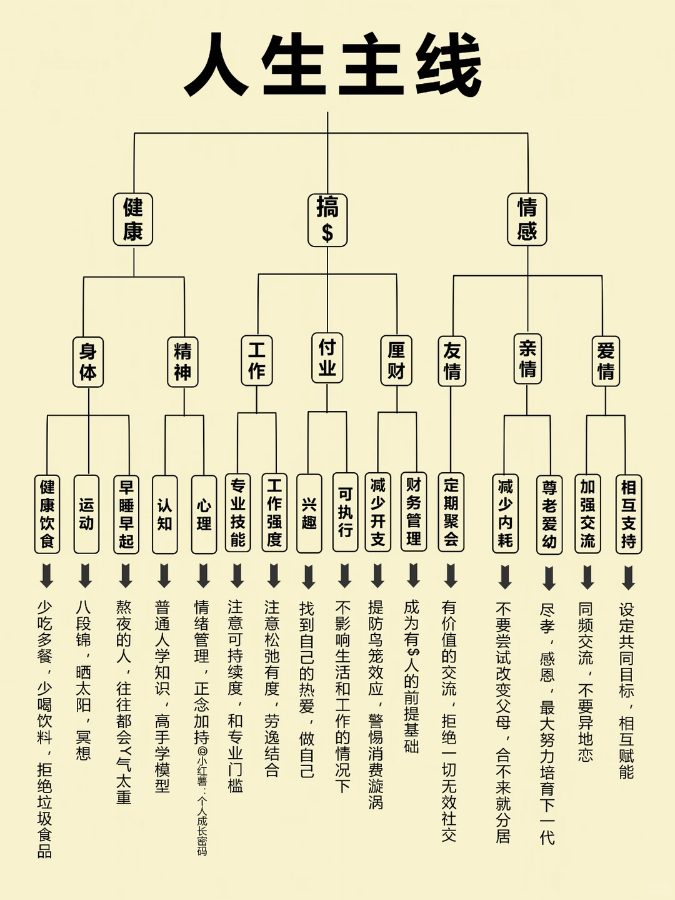 人生主线
健康
搞$
情感
身体
精神
工作
付业
厘财
友情
亲情
爱情
健康饮食
运动
早睡早起
认知
心理
专业技能
工作强度
兴趣
可执行
减少开支
财务管理
定期聚会
减少内耗
尊老爱幼
加强交流
相互支持
少吃多餐，少喝饮料，拒绝垃圾食品
八段锦，晒太阳，冥想
熬夜的人，往往都会Y气太重
普通人学知识，高手学模型
情绪管理，正念加持@小红薯：个人成长密码
注意可持续度，和专业门槛
注意松弛有度，劳逸结合
找到自己的热爱，做自己
不影响生活和工作的情况下
提防鸟笼效应，警惕消费漩涡
成为有$人的前提基础
有价值的交流，拒绝一切无效社交
不要尝试改变父母，合不来就分居
尽孝，感恩，最大努力培育下一代
同频交流，不要异地恋
设定共同目标，相互赋能